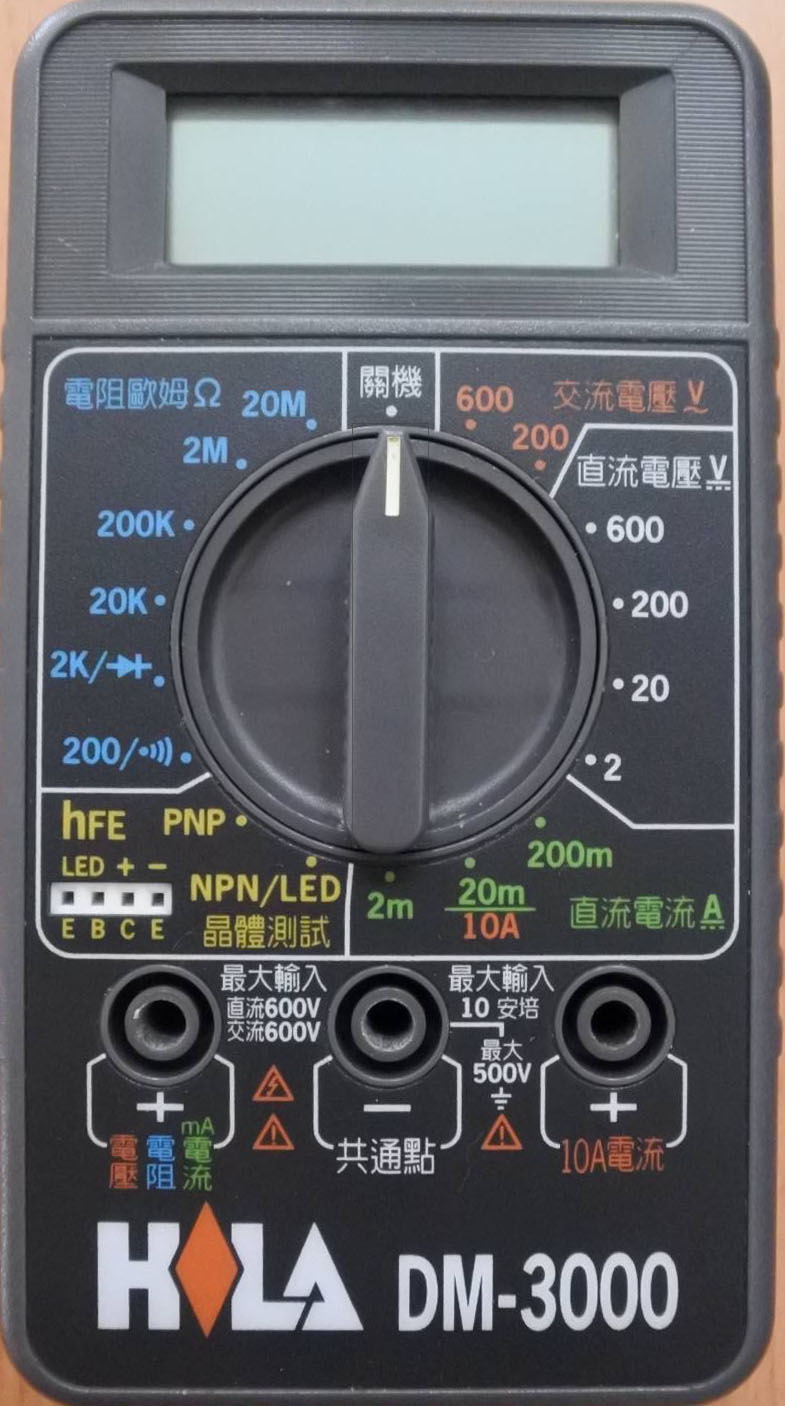 電阻歐姆Ω 20M 關機 600 交流電壓 V
2M 200 直流電壓 V
200K 600
20K 200
2K/ 20
200/ 2
hFE PNP 200m
LED + − NPN/LED 2m 20m 直流電流 A
E B C E 晶體測試 10A
最大輸入 最大輸入
直流600V 10 安培
交流600V 最大
500V
+ − +
電壓 電阻 mA電流 共通點 10A電流
HOLA DM-3000